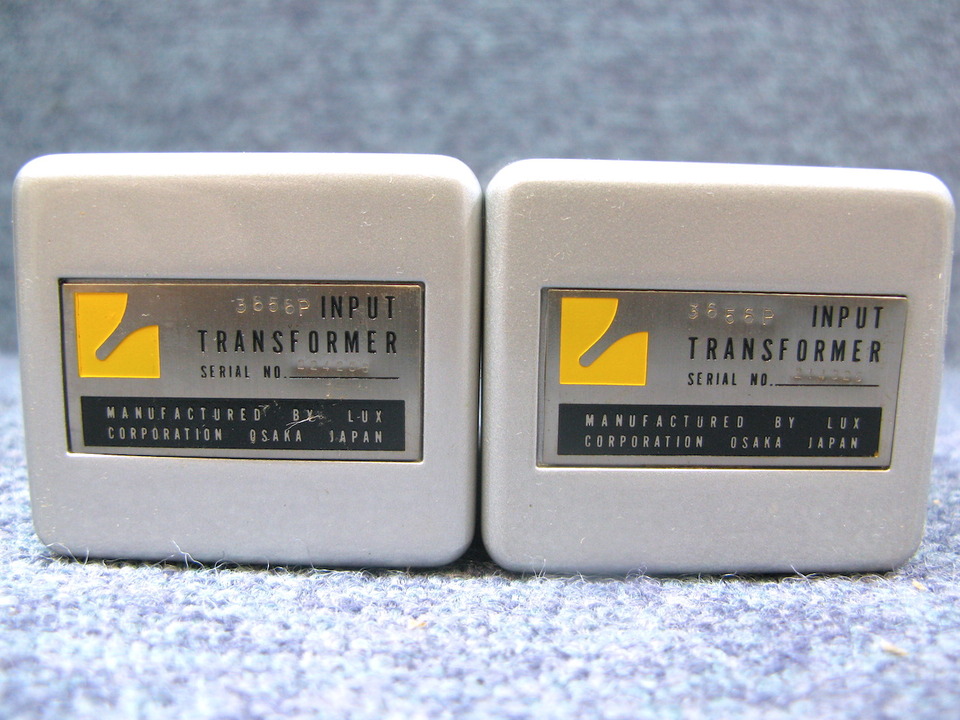 3656P INPUT
TRANSFORMER
SERIAL NO.
MANUFACTURED BY LUX
CORPORATION OSAKA JAPAN
3656P INPUT
TRANSFORMER
SERIAL NO.
MANUFACTURED BY LUX
CORPORATION OSAKA JAPAN